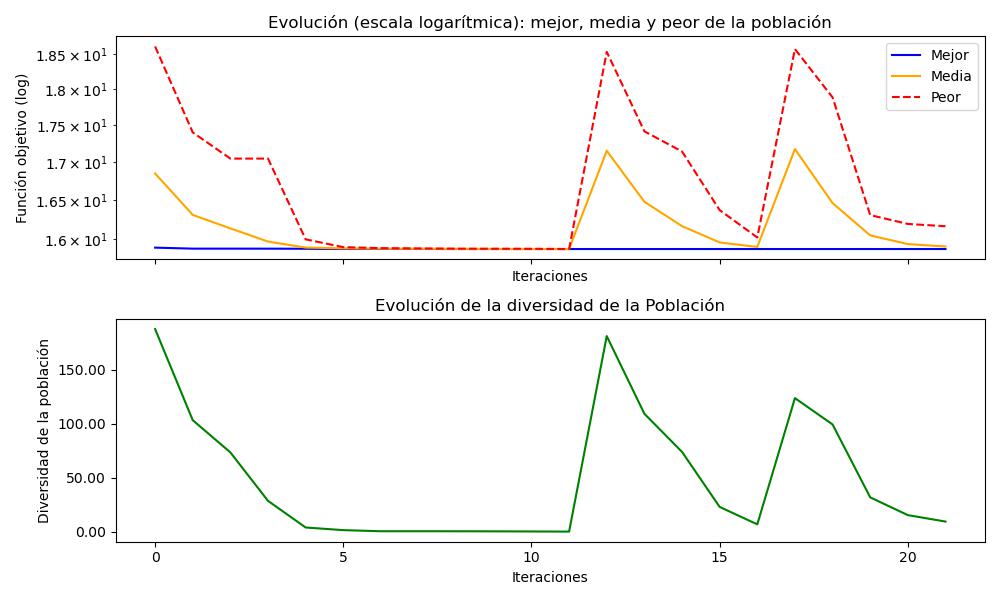 Evolución (escala logarítmica): mejor, media y peor de la población
Función objetivo (log)
1.85 × 10¹
1.8 × 10¹
1.75 × 10¹
1.7 × 10¹
1.65 × 10¹
1.6 × 10¹
Mejor
Media
Peor
Iteraciones
Evolución de la diversidad de la Población
Diversidad de la población
150.00
100.00
50.00
0.00
0 5 10 15 20
Iteraciones